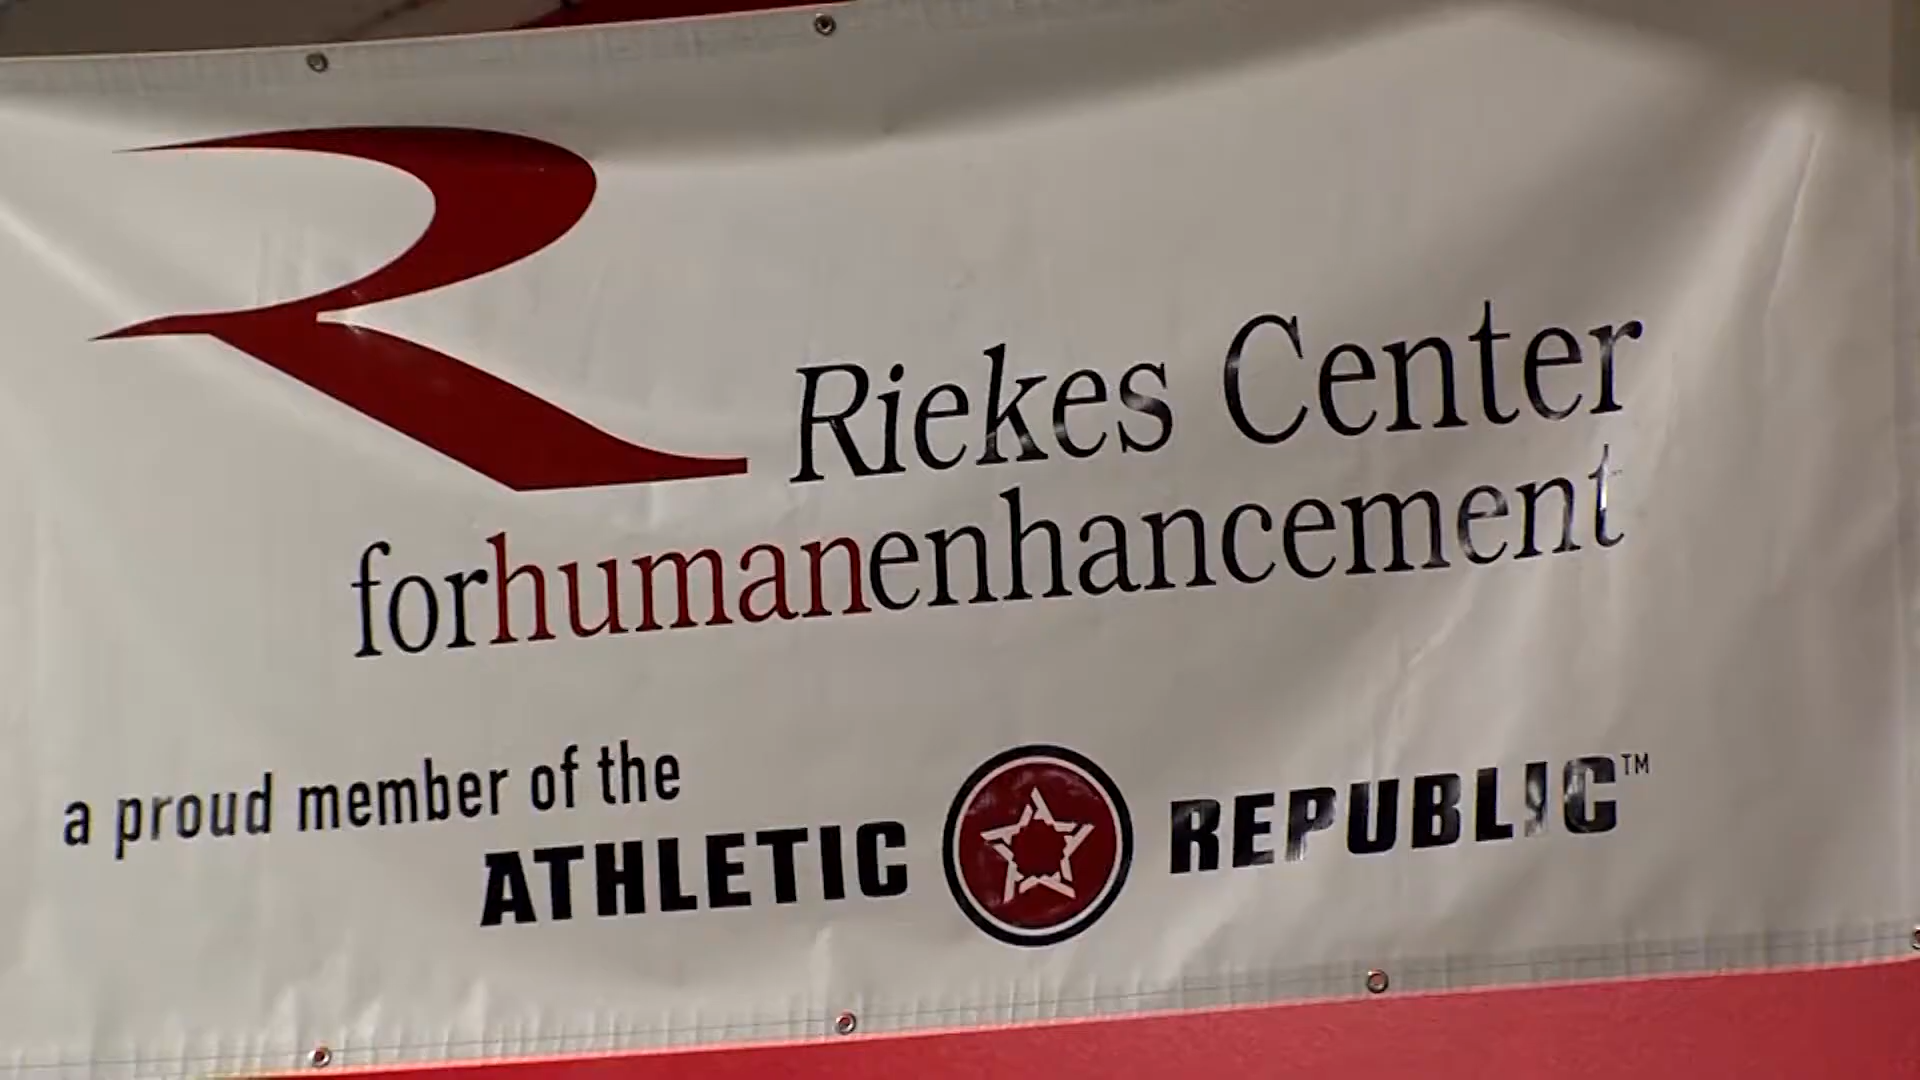 Riekes Center
forhumanenhancement
a proud member of the
ATHLETIC REPUBLIC™